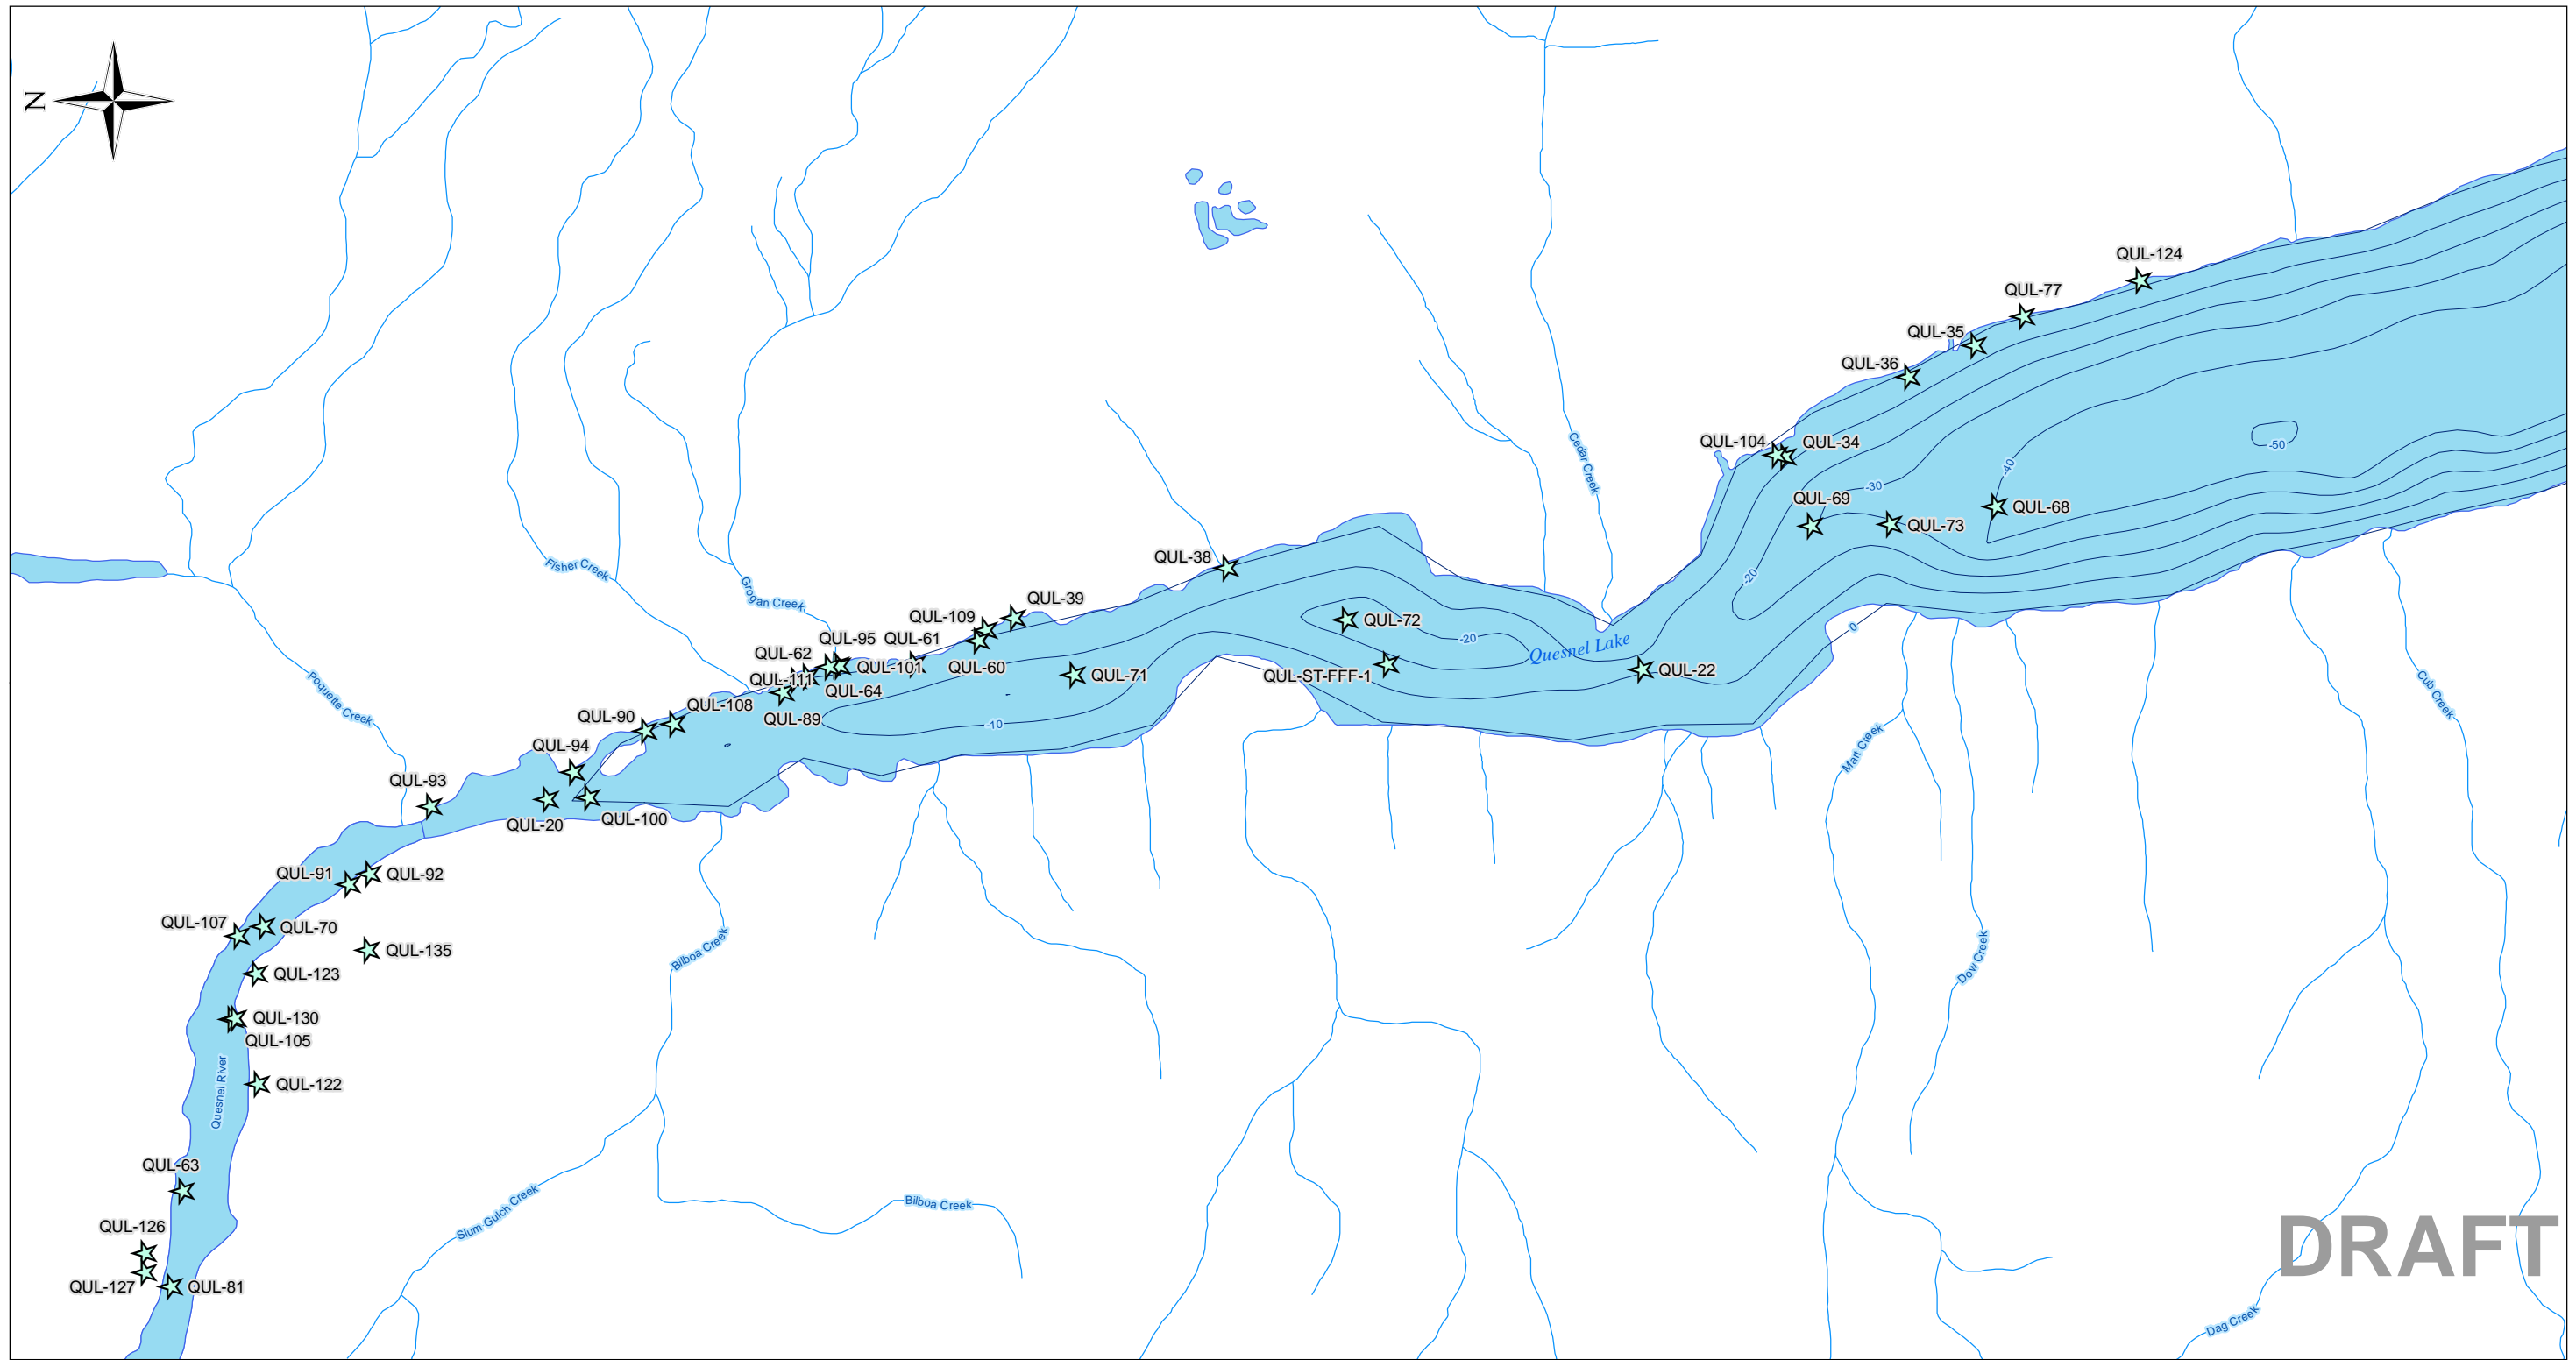 N
QUL-124
QUL-77
QUL-35
QUL-36
QUL-104
QUL-34
Cedar Creek
-50
-40
-30
QUL-69
QUL-68
QUL-73
QUL-38
Fisher Creek
-20
Grogan Creek
QUL-39
QUL-109
QUL-72
0
QUL-95
QUL-61
-20
Quesnel Lake
QUL-62
QUL-101
QUL-60
QUL-111
QUL-64
QUL-71
QUL-ST-FFF-1
QUL-22
Poquette Creek
QUL-108
QUL-90
QUL-89
-10
Cub Creek
QUL-94
Mart Creek
QUL-93
QUL-20
QUL-100
QUL-91
QUL-92
QUL-107
QUL-70
QUL-135
Bilboa Creek
Dow Creek
QUL-123
QUL-130
QUL-105
QUL-122
Quesnel River
QUL-63
Slum Gulch Creek
Bilboa Creek
QUL-126
DRAFT
QUL-127
QUL-81
Dag Creek